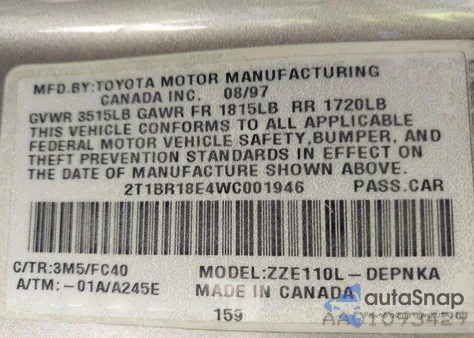 MFD.BY:TOYOTA MOTOR MANUFACTURING
CANADA INC. 08/97
GVWR 3515LB GAWR FR 1815LB RR 1720LB
THIS VEHICLE CONFORMS TO ALL APPLICABLE
FEDERAL MOTOR VEHICLE SAFETY,BUMPER, AND
THEFT PREVENTION STANDARDS IN EFFECT ON
THE DATE OF MANUFACTURE SHOWN ABOVE.
2T1BR18E4WC001946 PASS.CAR
C/TR:3M5/FC40 MODEL:ZZE110L-DEPNKA
A/TM:-01A/A245E MADE IN CANADA
159
autoSnap
AA01073427